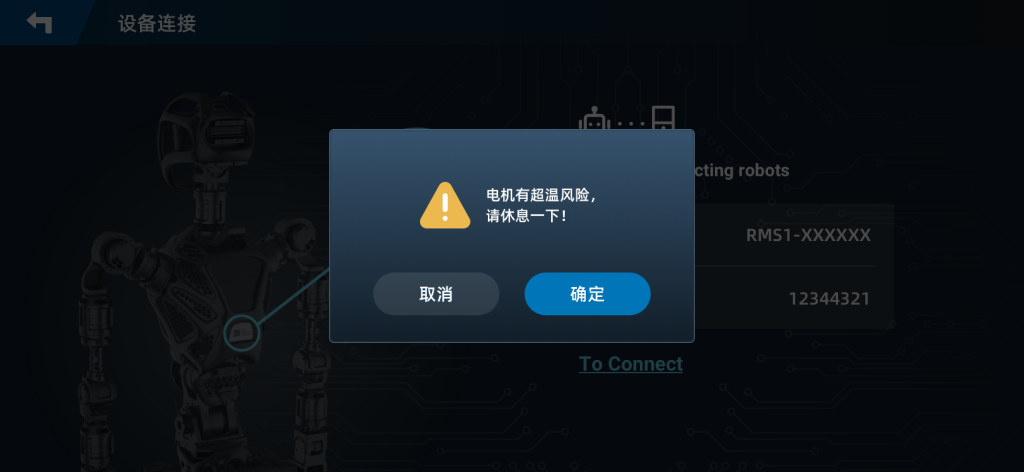 设备连接
电机有超温风险，
请休息一下！
取消
确定
cting robots
RMS1-XXXXXX
12344321
To Connect